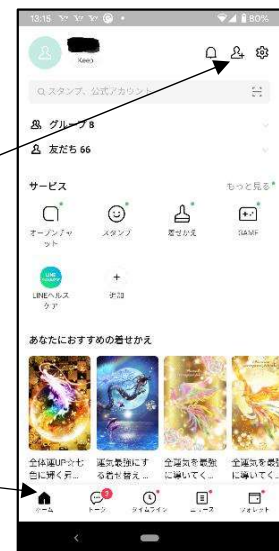 13:15
80%
Keep
スタンプ、公式アカウント
グループ 8
友だち 66
サービス
もっと見る
オープンチャット
スタンプ
着せかえ
GAME
LINEヘルスケア
追加
あなたにおすすめの着せかえ
全体運UP☆七色に輝く昇...
運気最強にする着せ替え...
全運気を最強に導いてく...
全運気を最強に導いてく
ホーム
トーク
タイムライン
ニュース
ウォレット